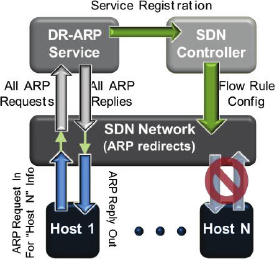 Service Registration
DR-ARP
Service
SDN
Controller
All ARP
Requests
All ARP
Replies
Flow Rule
Config
SDN Network
(ARP redirects)
ARP Request In
For "Host N" Info
ARP Reply Out
Host 1
Host N